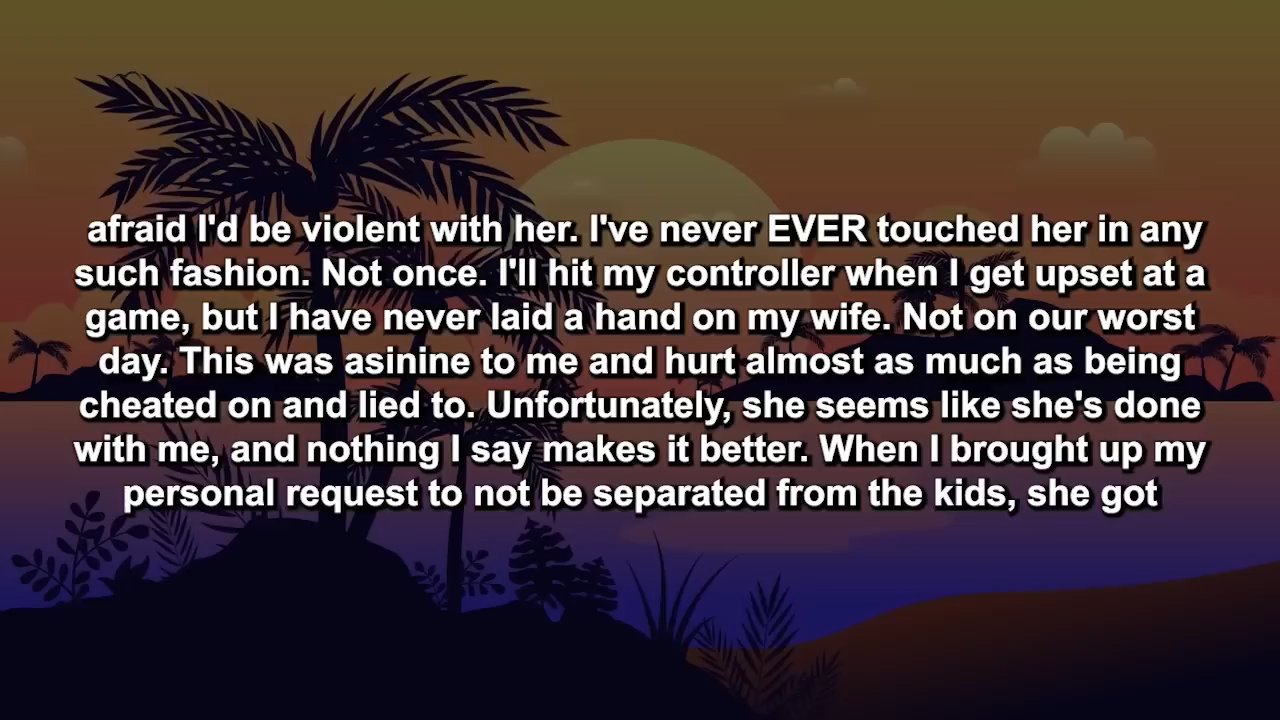 afraid I'd be violent with her. I've never EVER touched her in any
such fashion. Not once. I'll hit my controller when I get upset at a
game, but I have never laid a hand on my wife. Not on our worst
day. This was asinine to me and hurt almost as much as being
cheated on and lied to. Unfortunately, she seems like she's done
with me, and nothing I say makes it better. When I brought up my
personal request to not be separated from the kids, she got